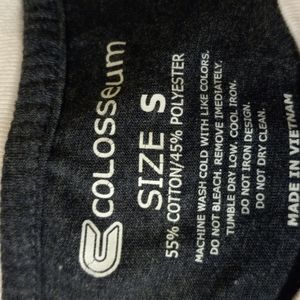 COLOSSEUM
SIZE S
55% COTTON/45% POLYESTER
MACHINE WASH COLD WITH LIKE COLORS.
DO NOT BLEACH. REMOVE IMEDIATELY.
TUMBLE DRY LOW. COOL IRON.
DO NOT IRON DESIGN.
DO NOT DRY CLEAN.
MADE IN VIETNAM